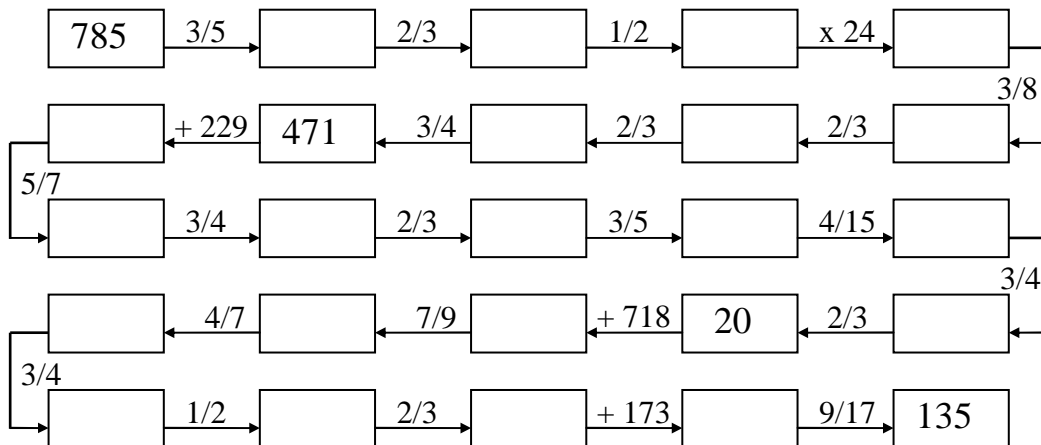 785 3/5 2/3 1/2 x 24
3/8
+ 229 471 3/4 2/3 2/3
5/7
3/4 2/3 3/5 4/15
3/4
4/7 7/9 + 718 20 2/3
3/4
1/2 2/3 + 173 9/17 135